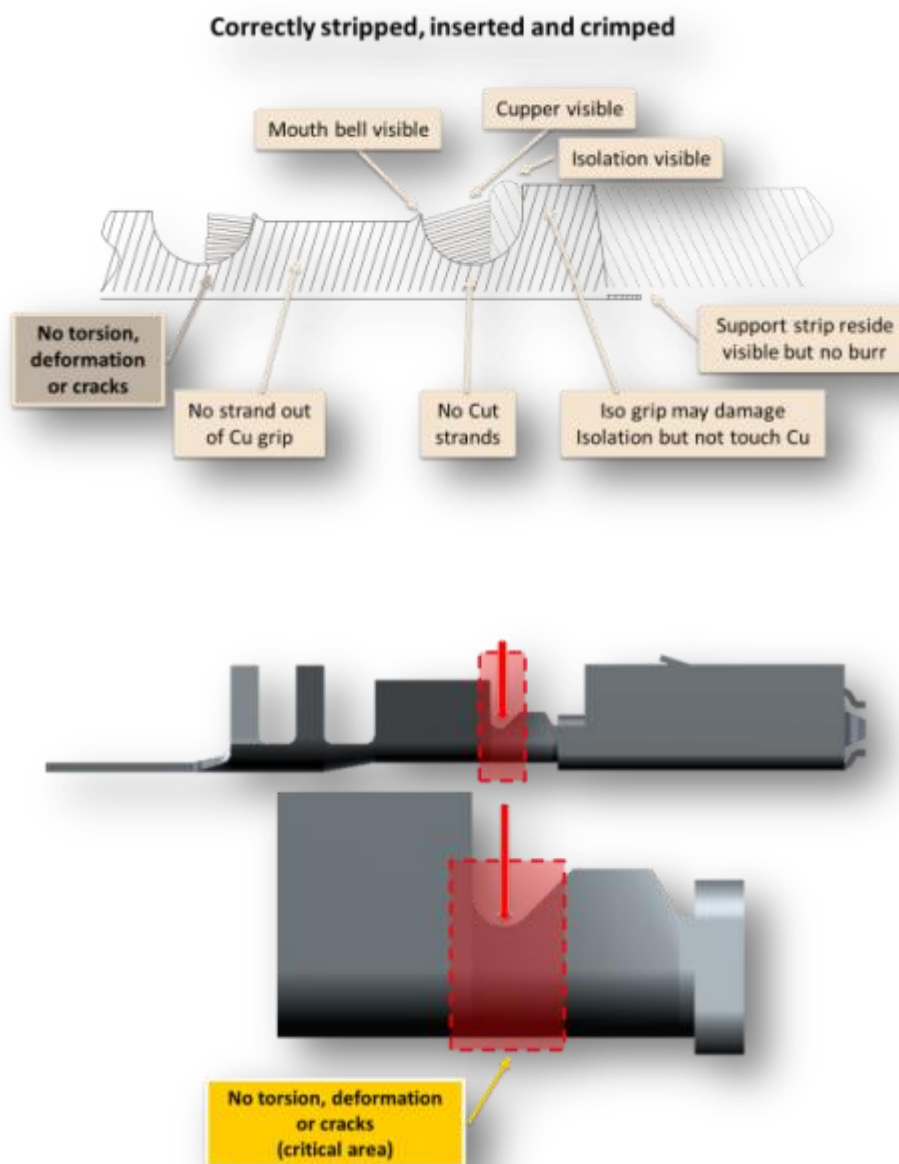 Correctly stripped, inserted and crimped
Cupper visible
Mouth bell visible
Isolation visible
No torsion,
deformation
or cracks
Support strip reside
visible but no burr
No strand out
of Cu grip
No Cut
strands
Iso grip may damage
Isolation but not touch Cu
No torsion, deformation
or cracks
(critical area)